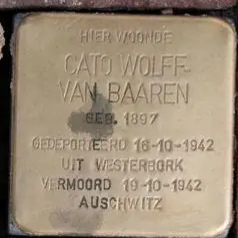 HIER WOONDE
CATO WOLFF-
VAN BAAREN
GEB. 1897
GEDEPORTEERD 16-10-1942
UIT WESTERBORK
VERMOORD 19-10-1942
AUSCHWITZ